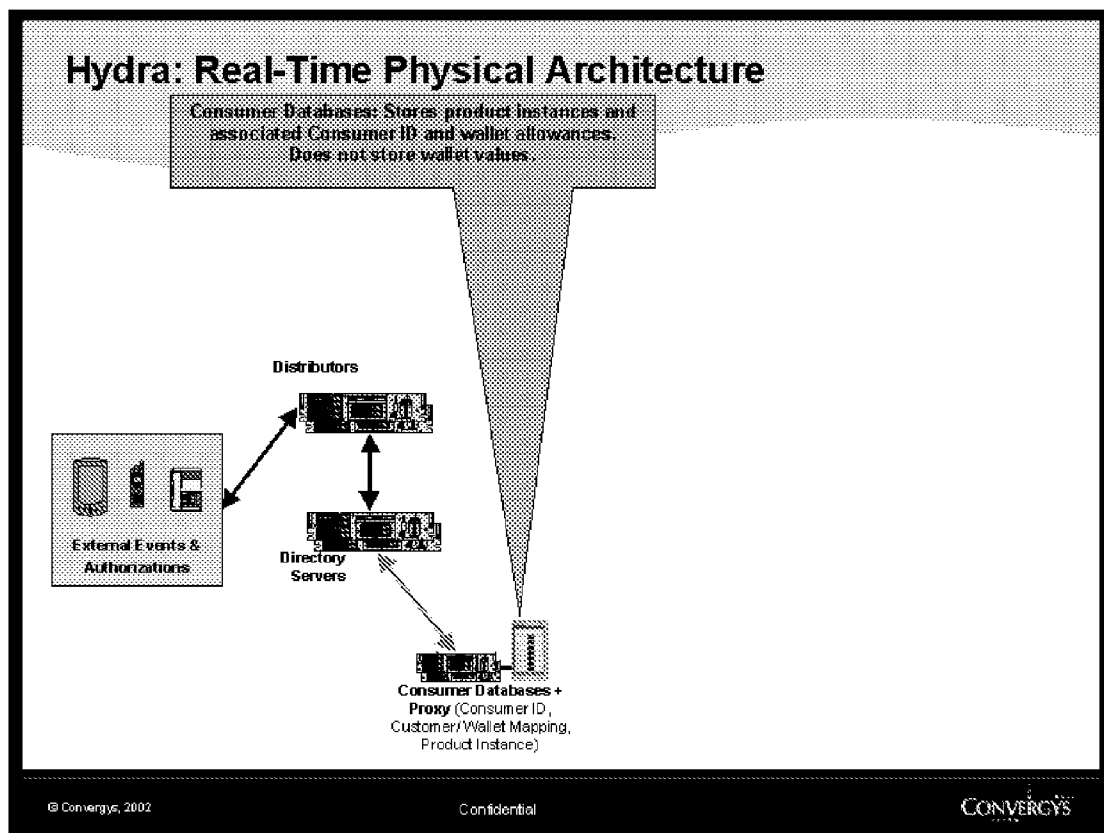 Hydra: Real-Time Physical Architecture
Consumer Databases: Stores product instances and
associated Consumer ID and wallet allowances.
Does not store wallet values.
Distributors
External Events &
Authorizations
Directory
Servers
Consumer Databases +
Proxy (Consumer ID,
Customer/Wallet Mapping,
Product Instance)
© Convergys, 2002
Confidential
CONVERGYS